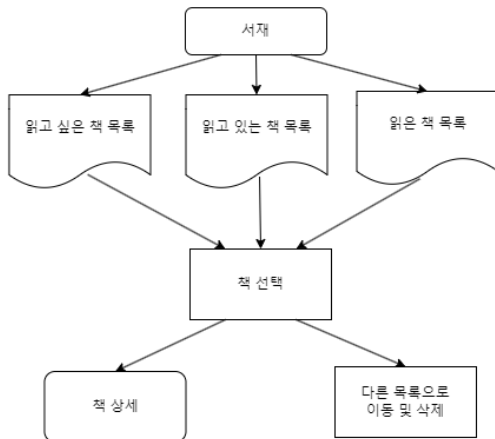 서재
읽고 싶은 책 목록
읽고 있는 책 목록
읽은 책 목록
책 선택
책 상세
다른 목록으로
이동 및 삭제